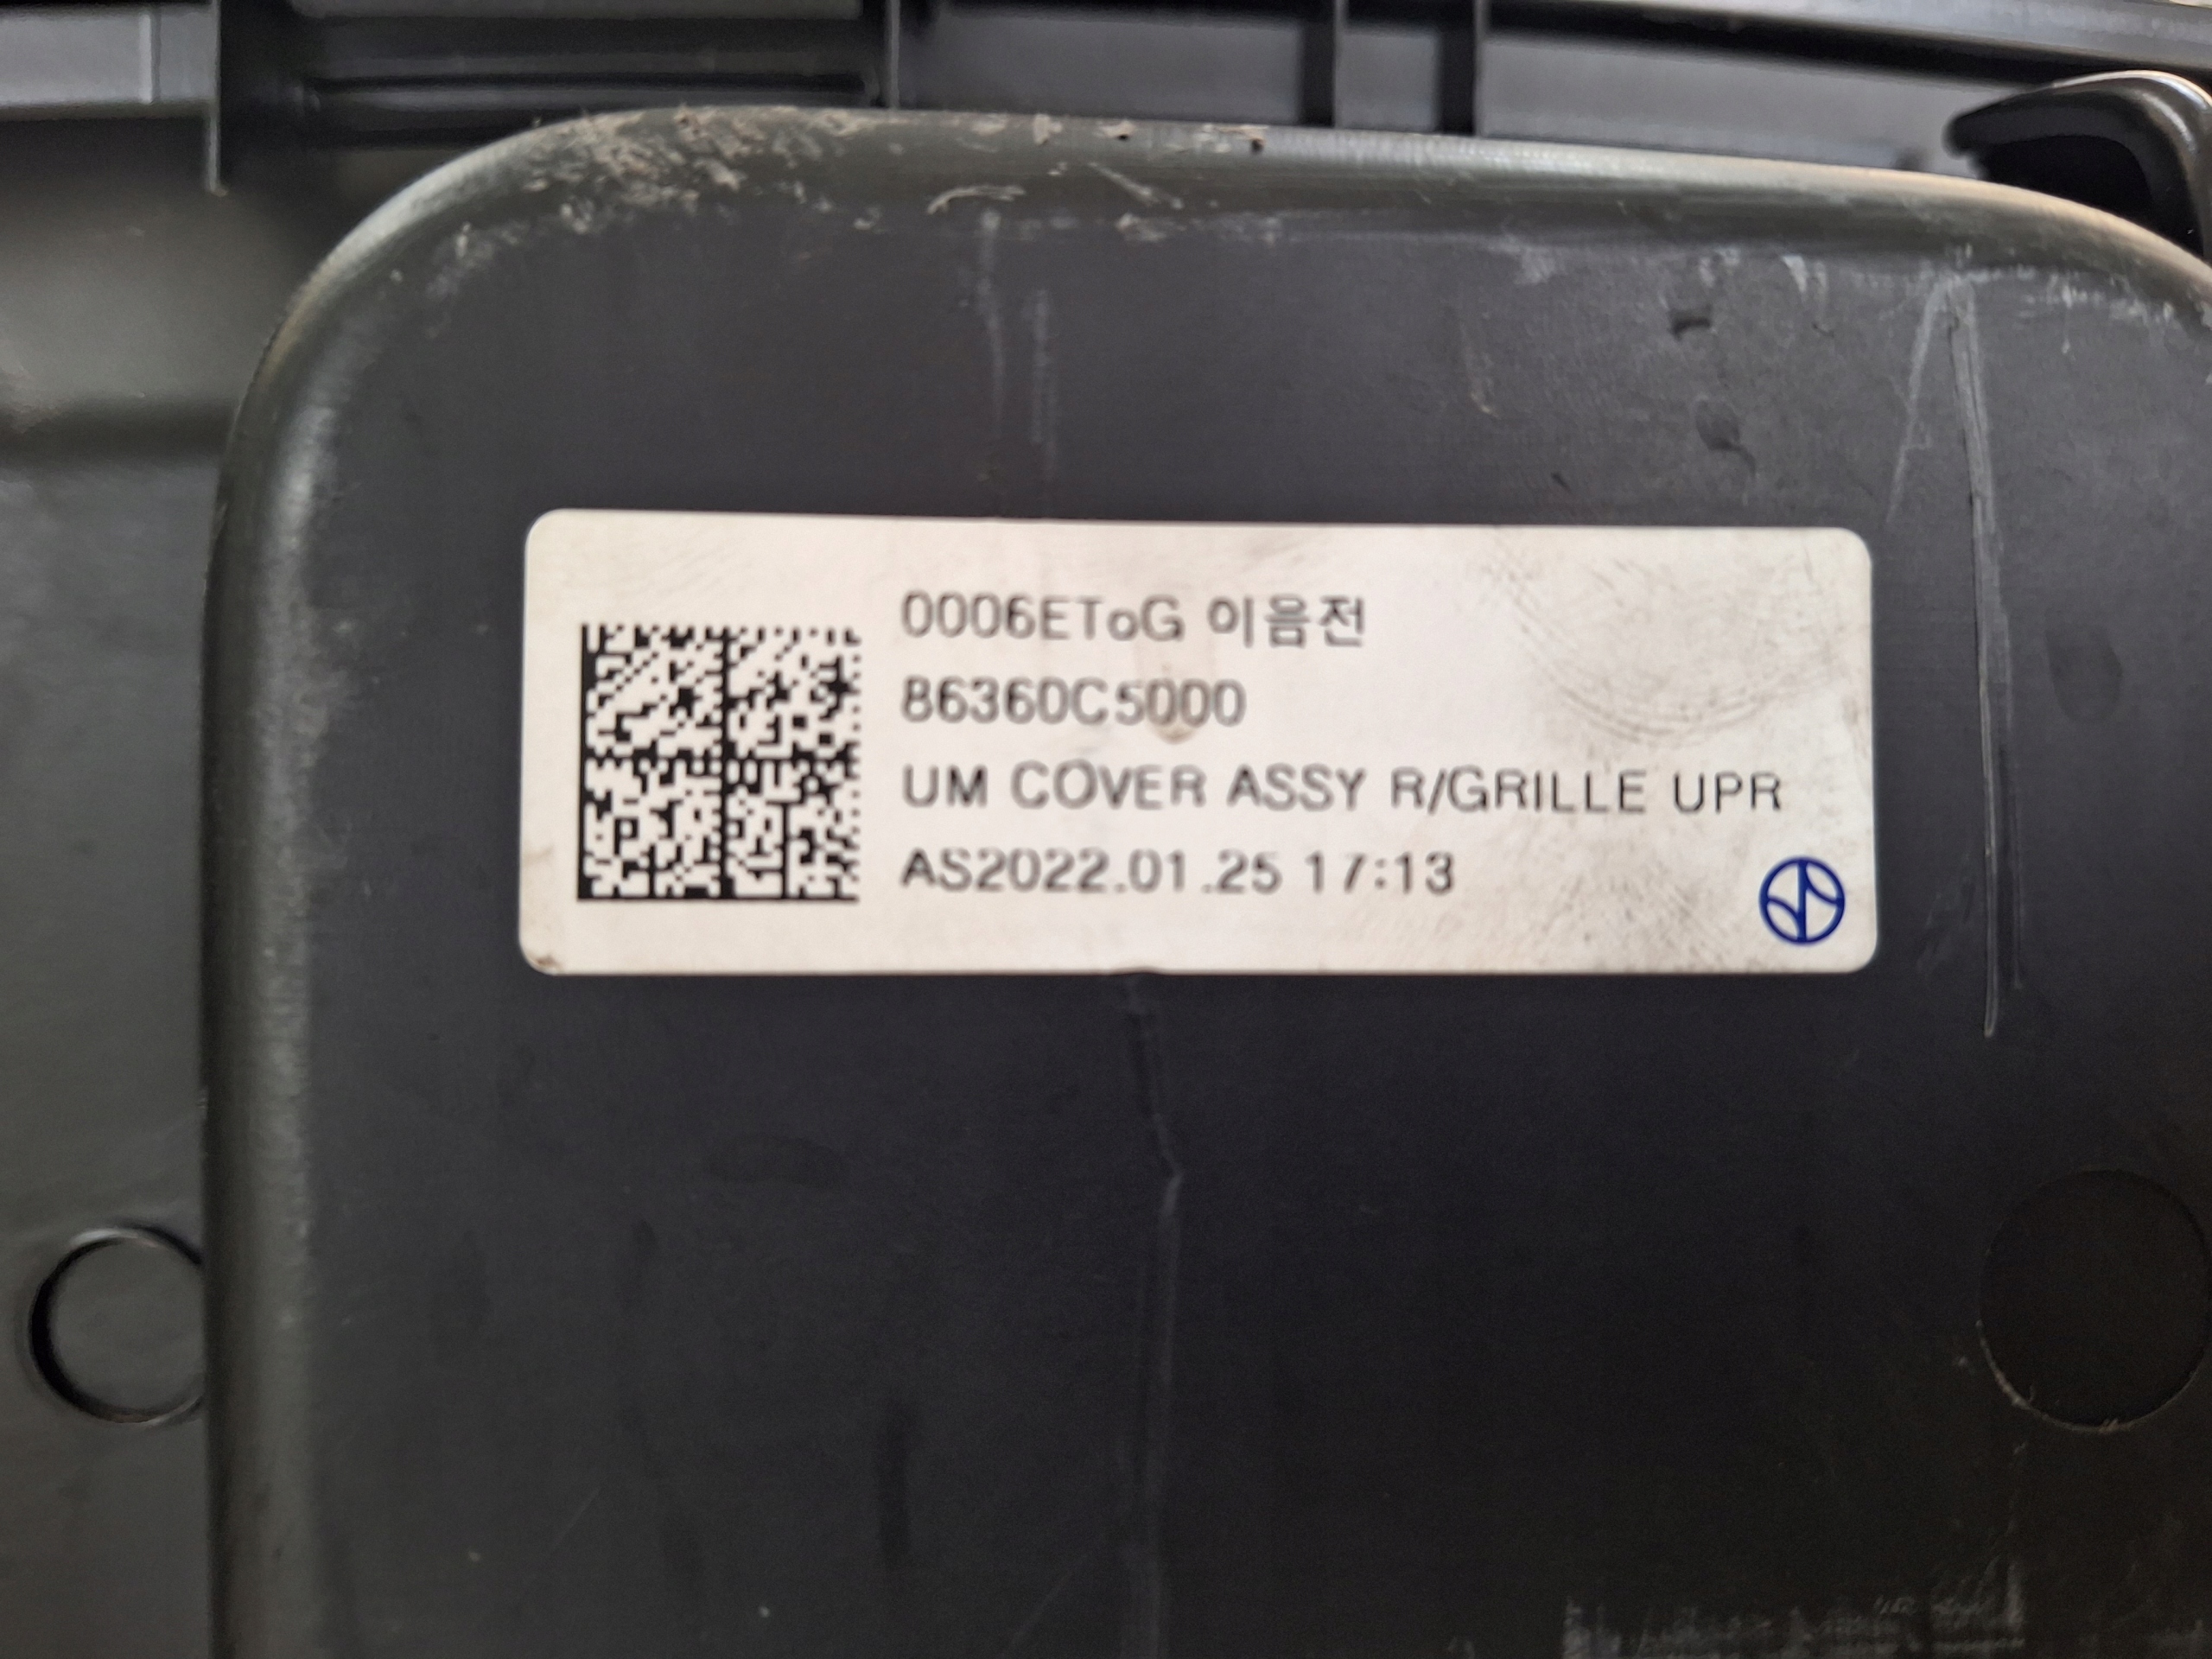 0006EToG 이음전
86360C5000
UM COVER ASSY R/GRILLE UPR
AS2022.01.25 17:13